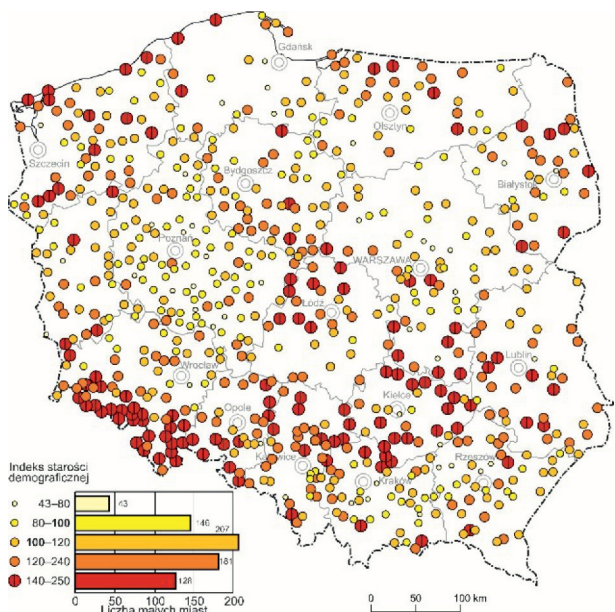 Gdańsk
Olsztyn
Szczecin
Bydgoszcz
Białystok
Poznań
WARSZAWA
Łódź
Wrocław
Lublin
Kielce
Opole
Katowice
Kraków
Rzeszów
Indeks starości
demograficznej
43–80 43
80–100 146
100–120 207
120–240 181
140–250 128
0 50 100 150 200
Liczba małych miast
0 100 km